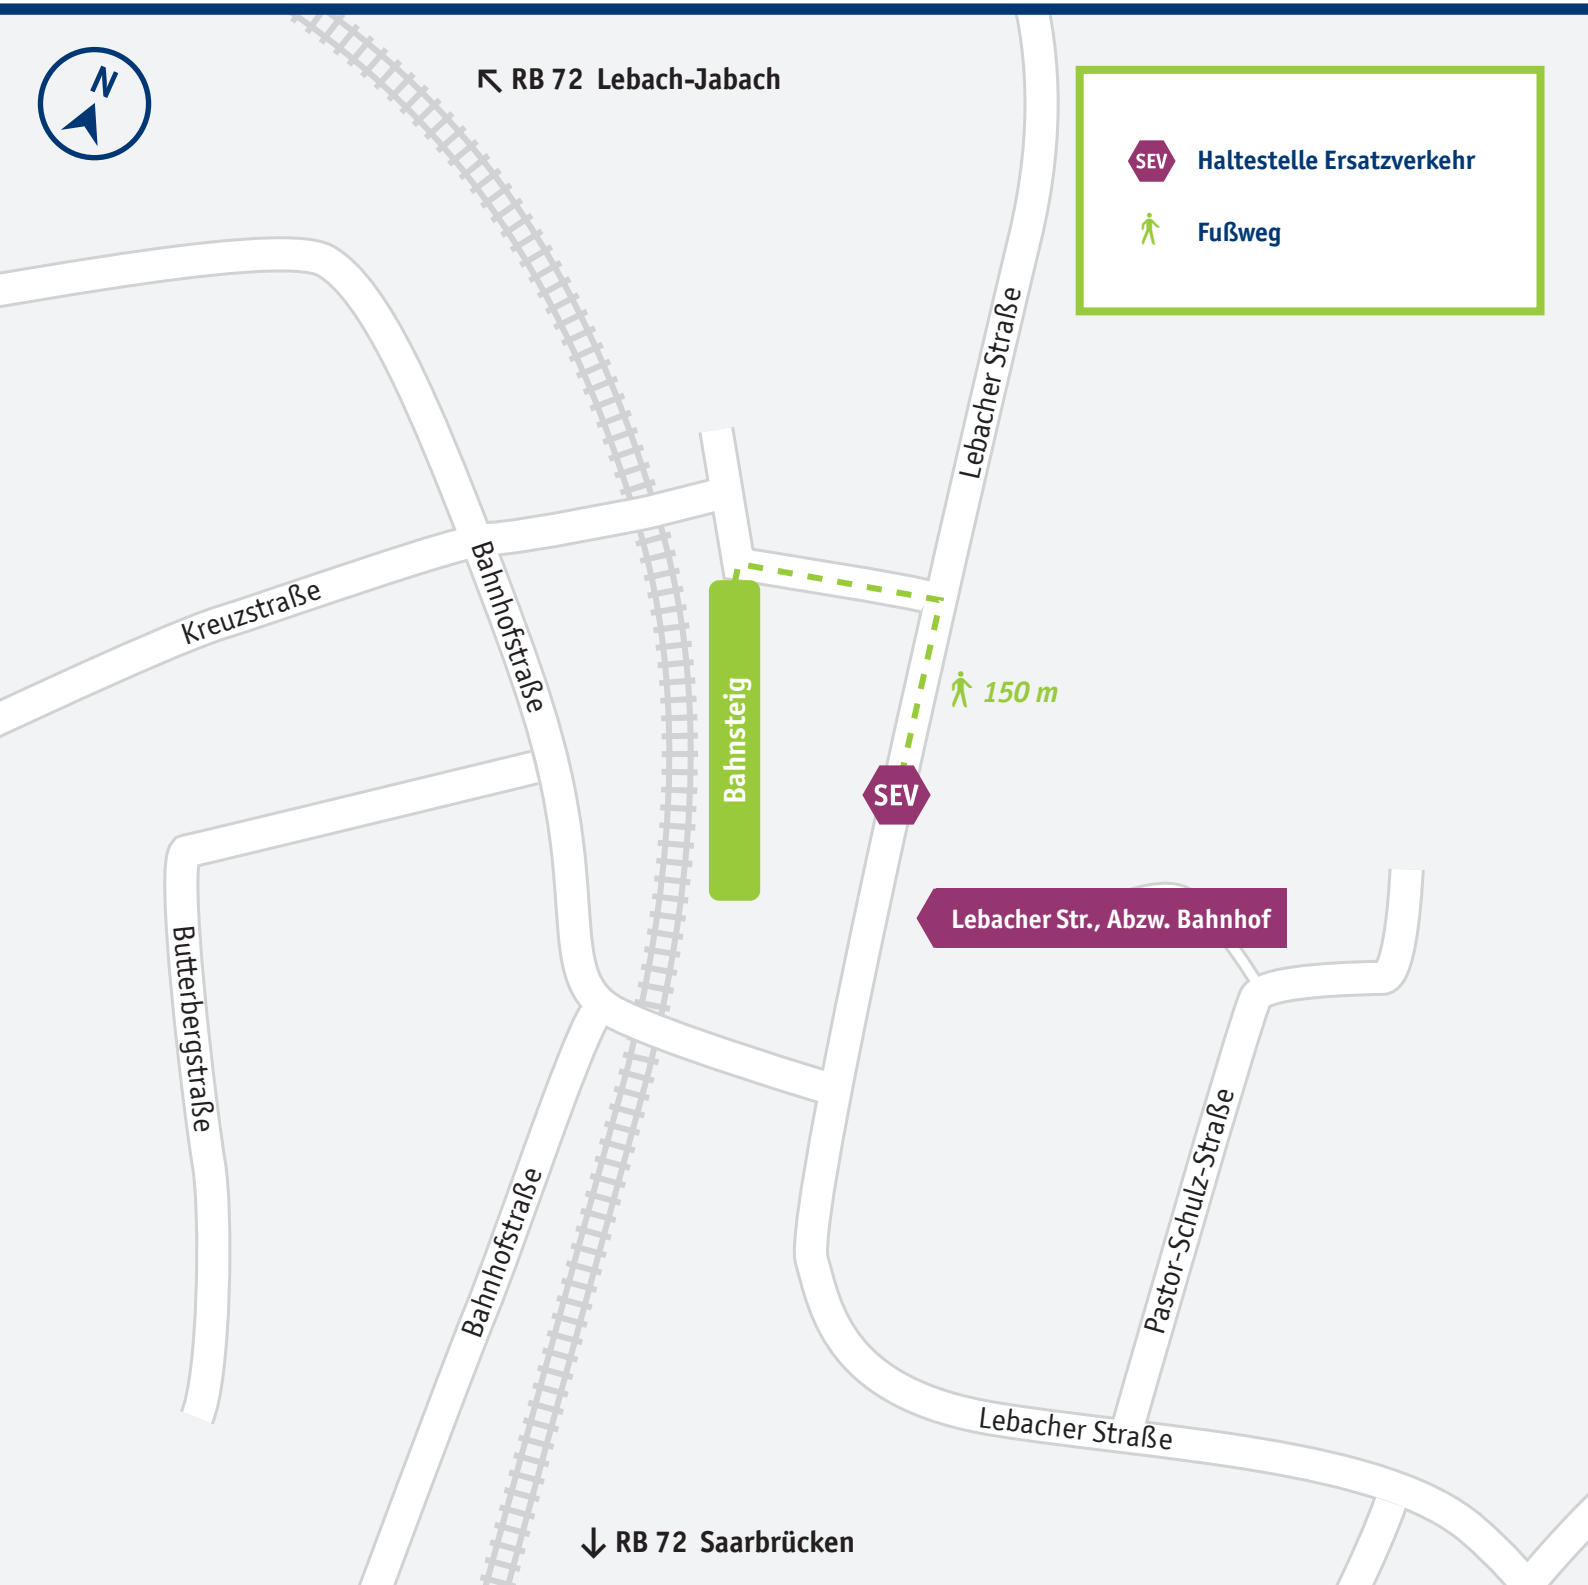 N
RB 72 Lebach-Jabach
SEV Haltestelle Ersatzverkehr
Fußweg
Lebacher Straße
Kreuzstraße
Bahnhofstraße
Bahnsteig
150 m
SEV
Lebacher Str., Abzw. Bahnhof
Butterbergstraße
Bahnhofstraße
Pastor-Schulz-Straße
Lebacher Straße
RB 72 Saarbrücken